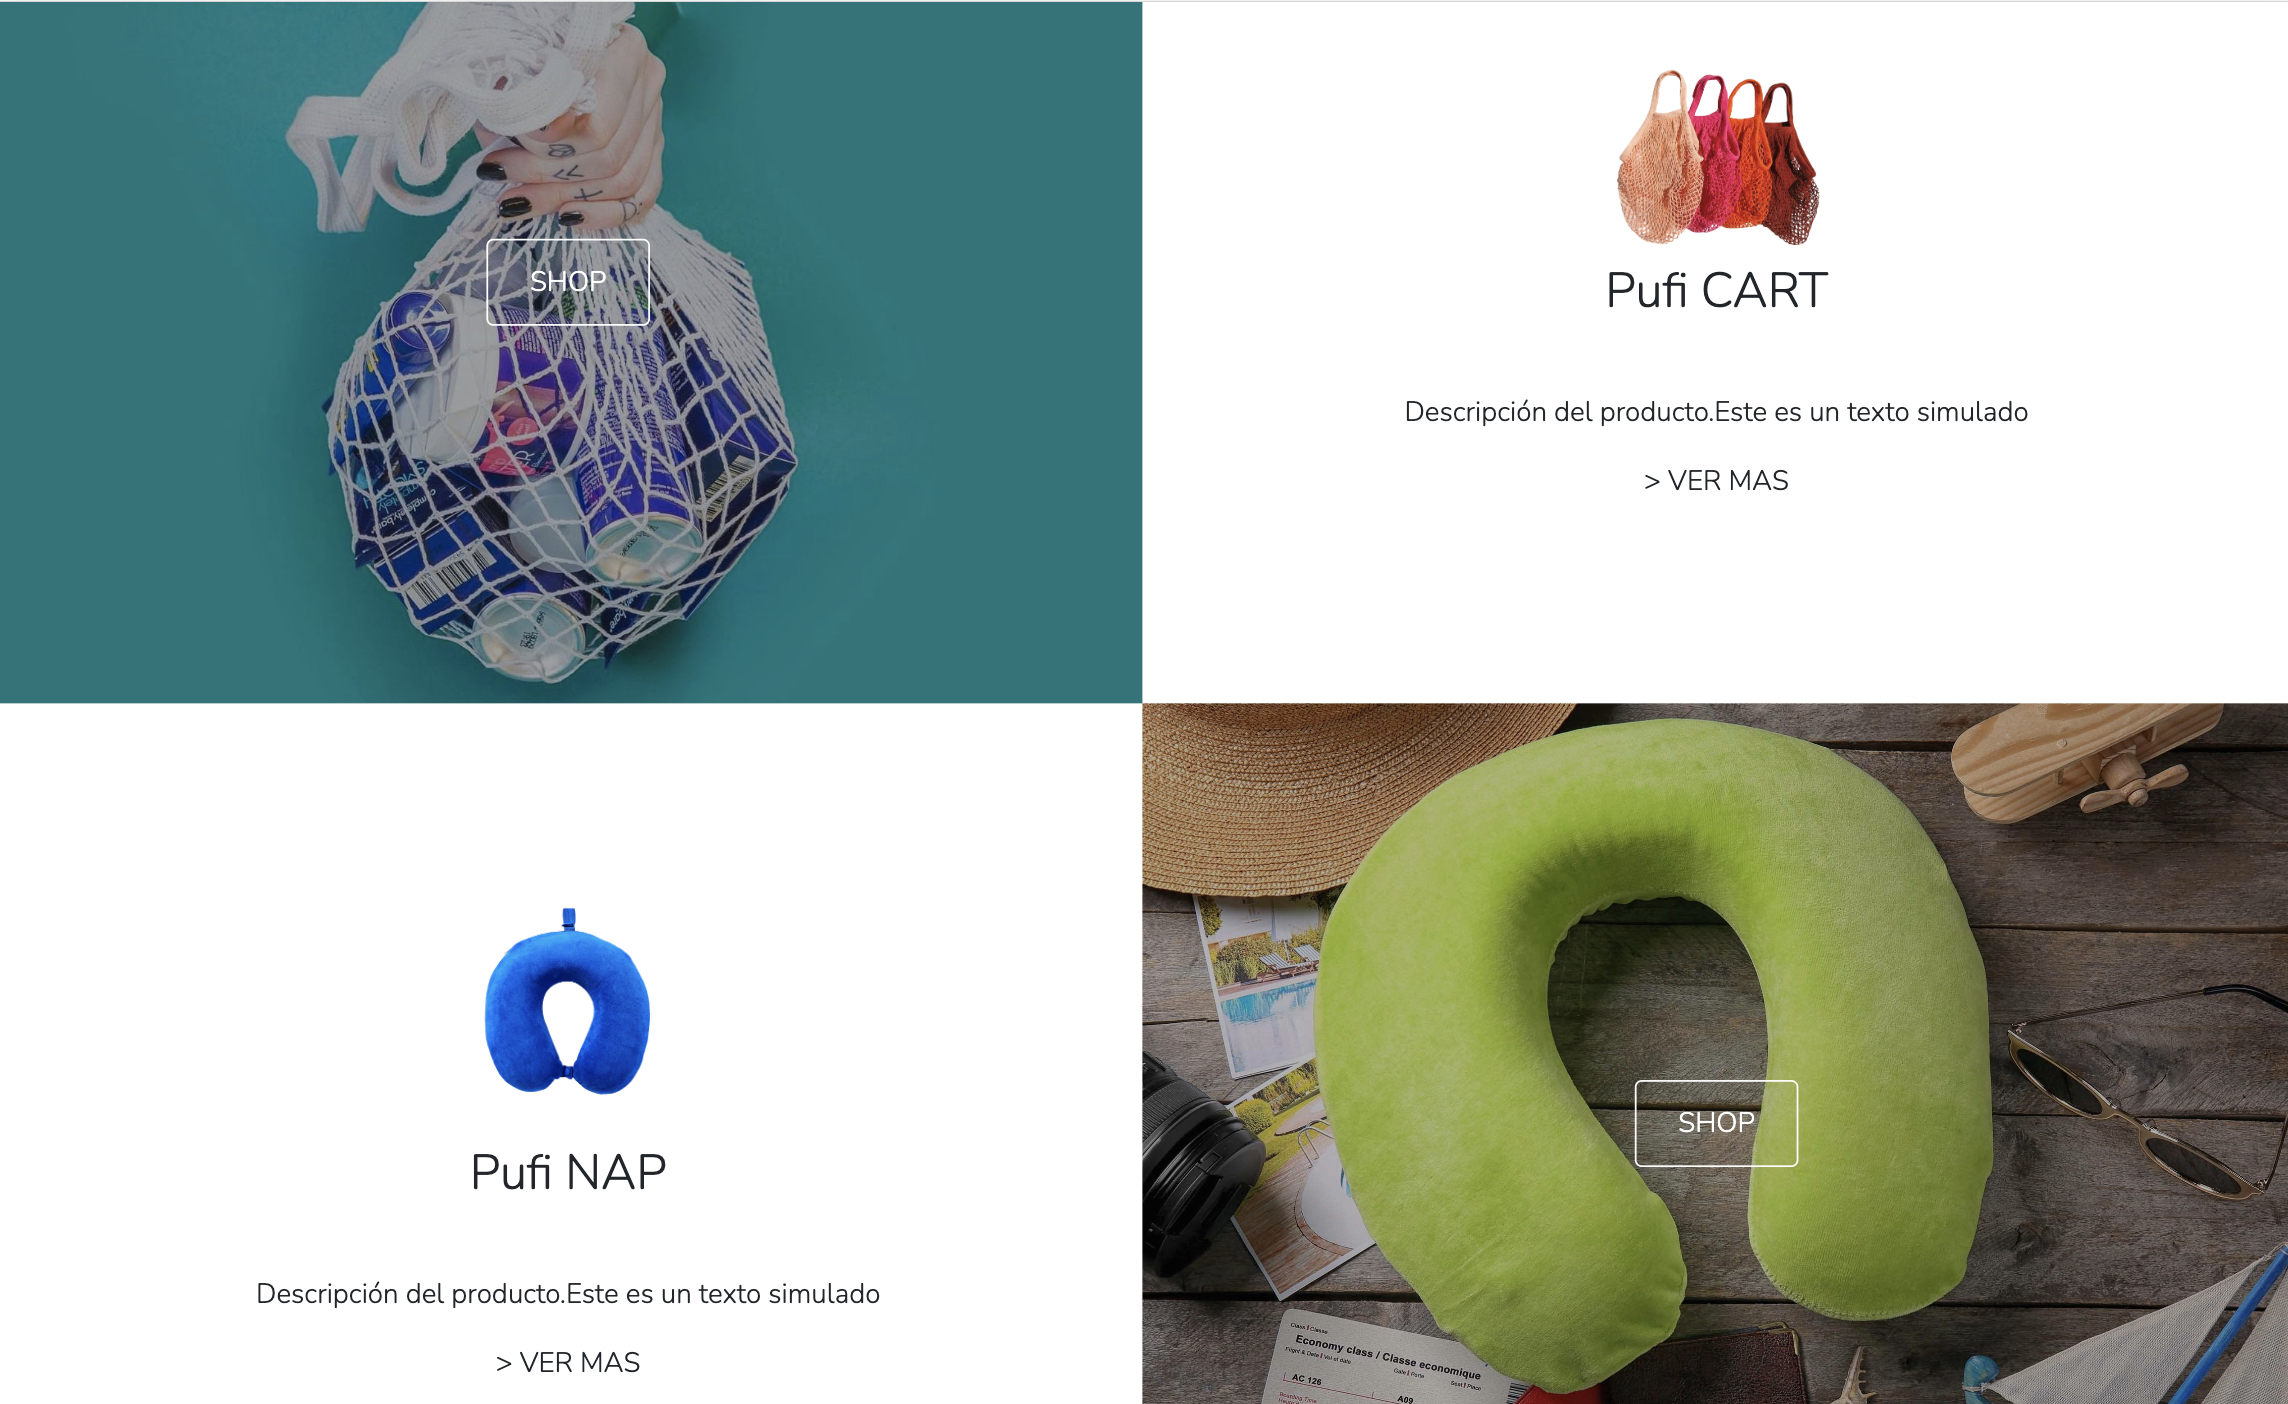 SHOP
Pufi CART
Descripción del producto.Este es un texto simulado
> VER MAS
Pufi NAP
Descripción del producto.Este es un texto simulado
> VER MAS
SHOP
Economy class / Classe economique
AC 126
A09